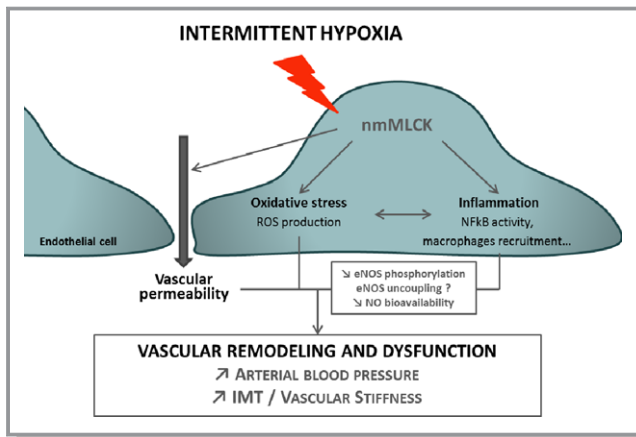 INTERMITTENT HYPOXIA
nmMLCK
Oxidative stress
ROS production
Inflammation
NFkB activity,
macrophages recruitment...
Endothelial cell
Vascular
permeability
↘ eNOS phosphorylation
eNOS uncoupling ?
↘ NO bioavailability
VASCULAR REMODELING AND DYSFUNCTION
↗ ARTERIAL BLOOD PRESSURE
↗ IMT / VASCULAR STIFFNESS